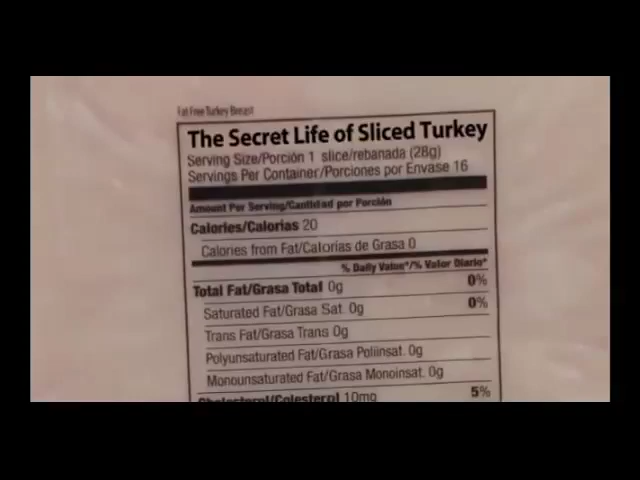 Fat Free Turkey Breast
The Secret Life of Sliced Turkey
Serving Size/Porción 1 slice/rebanada (28g)
Servings Per Container/Porciones por Envase 16
Amount Per Serving/Cantidad por Porción
Calories/Calorías 20
Calories from Fat/Calorías de Grasa 0
% Daily Value*/% Valor Diario*
Total Fat/Grasa Total 0g 0%
Saturated Fat/Grasa Sat. 0g 0%
Trans Fat/Grasa Trans 0g
Polyunsaturated Fat/Grasa Poliinsat. 0g
Monounsaturated Fat/Grasa Monoinsat. 0g
Cholesterol/Colesterol 10mg 5%